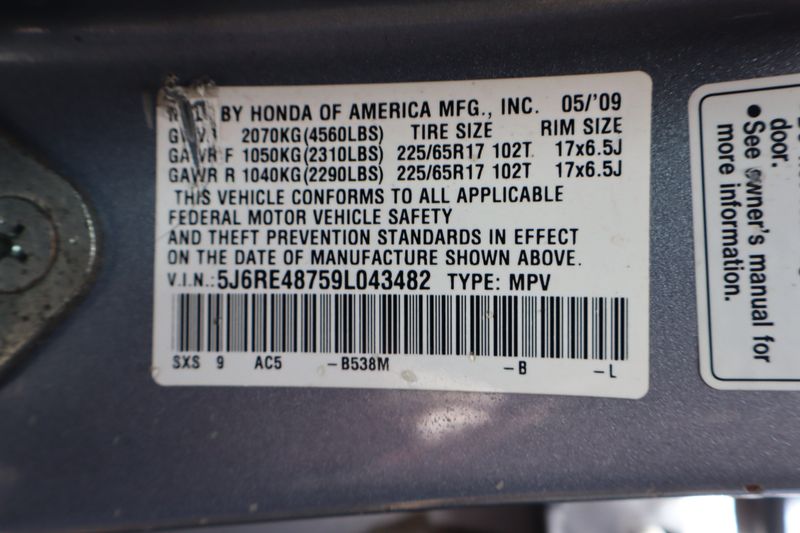 BY HONDA OF AMERICA MFG., INC. 05/'09
2070KG(4560LBS) TIRE SIZE RIM SIZE
GAWR F 1050KG(2310LBS) 225/65R17 102T 17x6.5J
GAWR R 1040KG(2290LBS) 225/65R17 102T 17x6.5J
THIS VEHICLE CONFORMS TO ALL APPLICABLE
FEDERAL MOTOR VEHICLE SAFETY
AND THEFT PREVENTION STANDARDS IN EFFECT
ON THE DATE OF MANUFACTURE SHOWN ABOVE.
V.I.N.: 5J6RE48759L043482 TYPE: MPV
SXS 9 AC5 -B538M -B -L
door.
●See owner's manual for
more information.